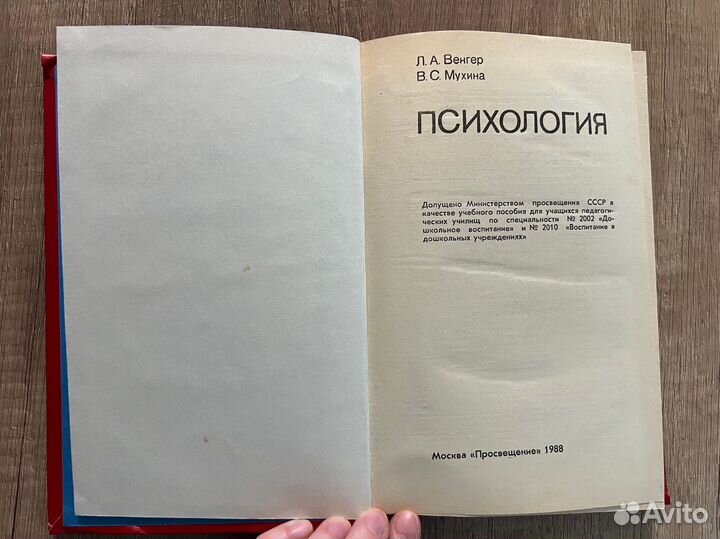 Л. А. Венгер
В. С. Мухина
ПСИХОЛОГИЯ
Допущено Министерством просвещения СССР в
качестве учебного пособия для учащихся педагоги-
ческих училищ по специальности № 2002 «До-
школьное воспитание» и № 2010 «Воспитание в
дошкольных учреждениях»
Москва «Просвещение» 1988
Avito